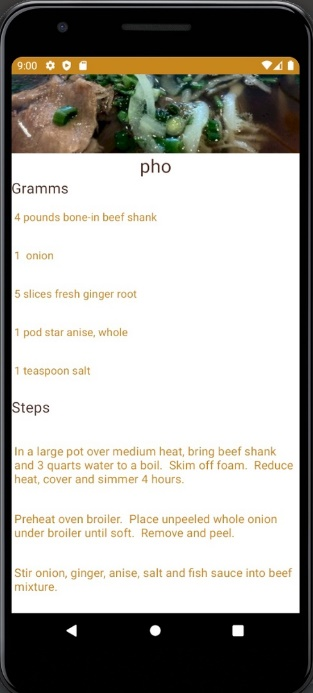 9:00
pho
Gramms
4 pounds bone-in beef shank
1  onion
5 slices fresh ginger root
1 pod star anise, whole
1 teaspoon salt
Steps
In a large pot over medium heat, bring beef shank
and 3 quarts water to a boil.  Skim off foam.  Reduce
heat, cover and simmer 4 hours.
Preheat oven broiler.  Place unpeeled whole onion
under broiler until soft.  Remove and peel.
Stir onion, ginger, anise, salt and fish sauce into beef
mixture.